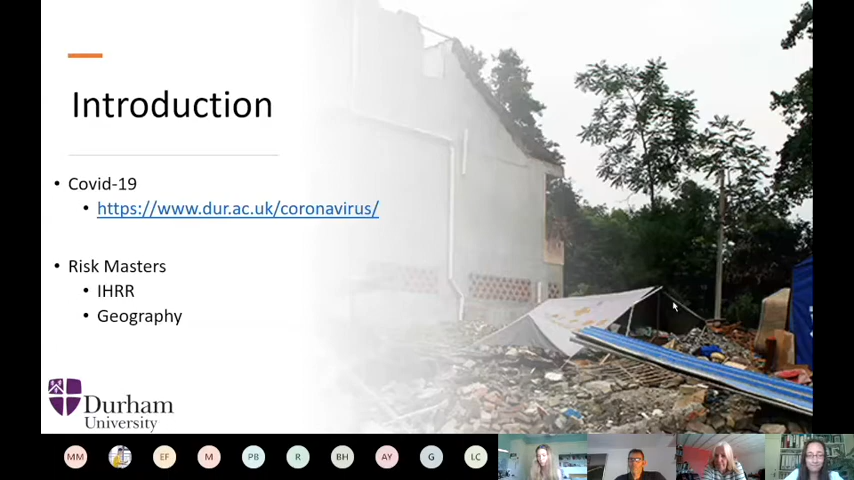 Introduction
• Covid-19
• https://www.dur.ac.uk/coronavirus/
• Risk Masters
• IHRR
• Geography
Durham
University
MM
EF
M
PB
R
BH
AY
G
LC